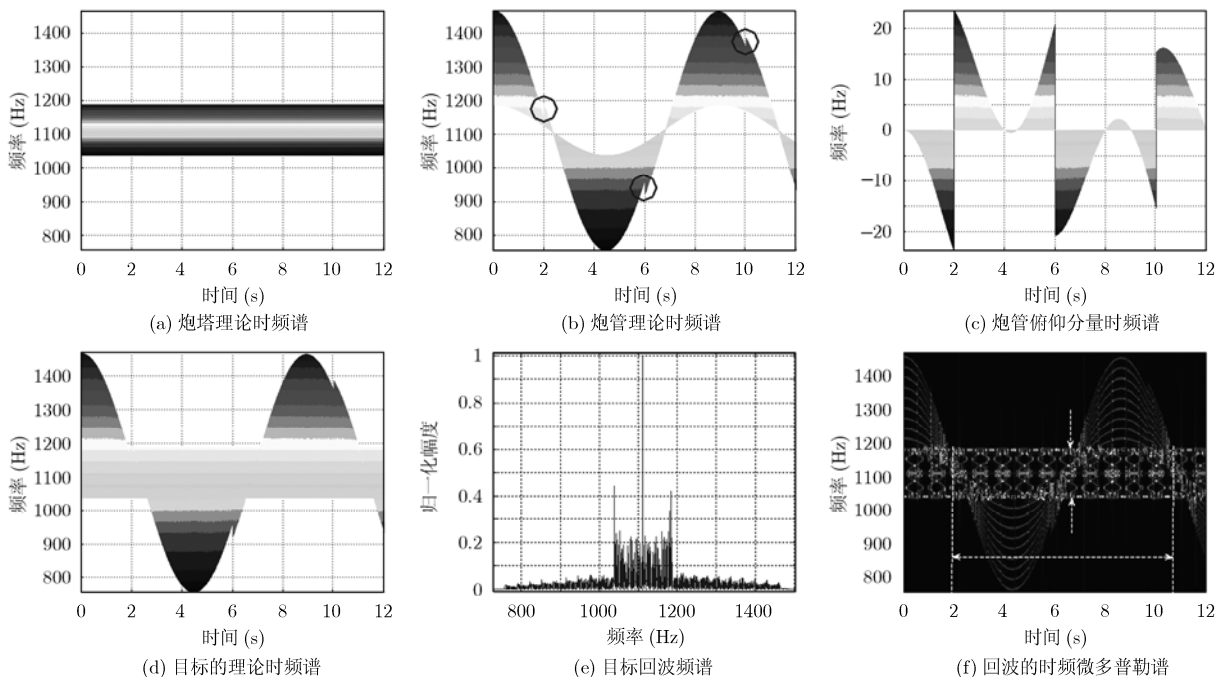 频率 (Hz)
1400
1300
1200
1100
1000
900
800
0 2 4 6 8 10 12
时间 (s)
(a) 炮塔理论时频谱
频率 (Hz)
1400
1300
1200
1100
1000
900
800
0 2 4 6 8 10 12
时间 (s)
(b) 炮管理论时频谱
频率 (Hz)
20
10
0
−10
−20
0 2 4 6 8 10 12
时间 (s)
(c) 炮管俯仰分量时频谱
频率 (Hz)
1400
1300
1200
1100
1000
900
800
0 2 4 6 8 10 12
时间 (s)
(d) 目标的理论时频谱
归一化幅度
1
0.8
0.6
0.4
0.2
0
800 1000 1200 1400
频率 (Hz)
(e) 目标回波频谱
频率 (Hz)
1400
1300
1200
1100
1000
900
800
0 2 4 6 8 10 12
时间 (s)
(f) 回波的时频微多普勒谱